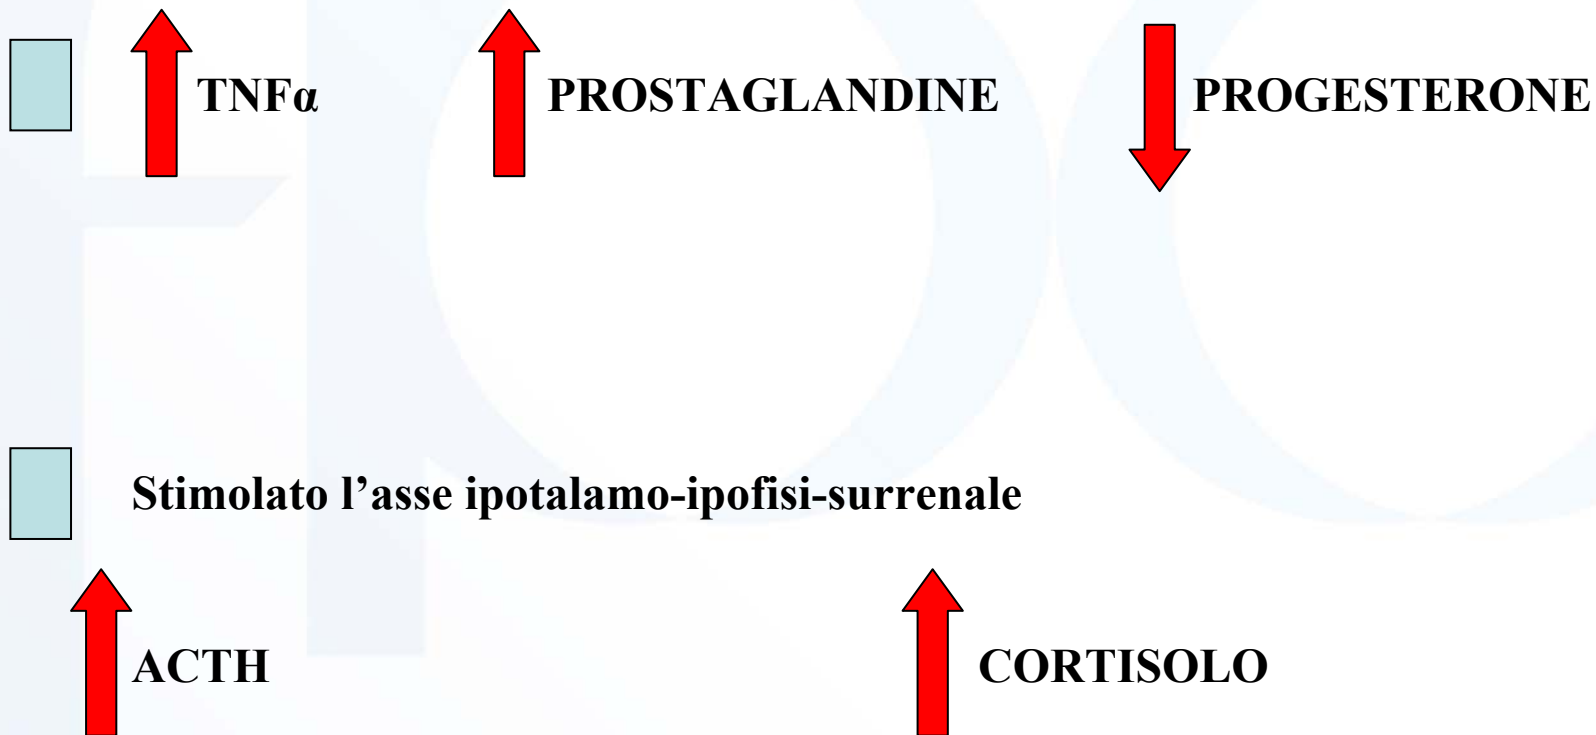 TNFα PROSTAGLANDINE PROGESTERONE
Stimolato l’asse ipotalamo-ipofisi-surrenale
ACTH CORTISOLO